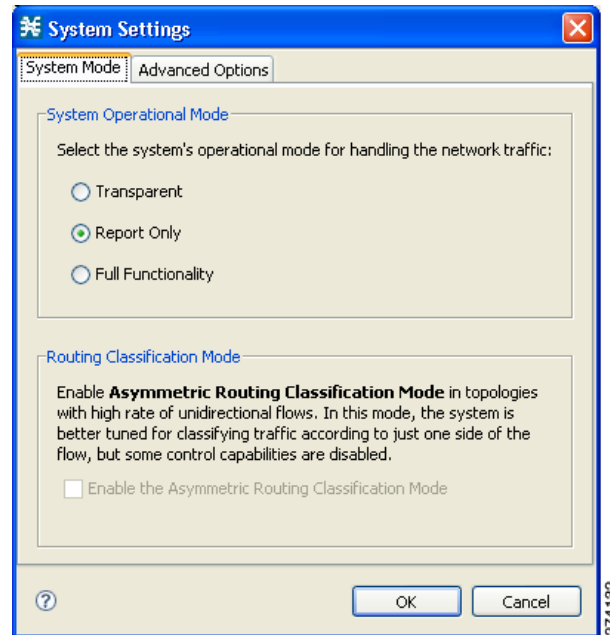 System Settings
System Mode
Advanced Options
System Operational Mode
Select the system's operational mode for handling the network traffic:
Transparent
Report Only
Full Functionality
Routing Classification Mode
Enable Asymmetric Routing Classification Mode in topologies
with high rate of unidirectional flows. In this mode, the system is
better tuned for classifying traffic according to just one side of the
flow, but some control capabilities are disabled.
Enable the Asymmetric Routing Classification Mode
?
OK
Cancel